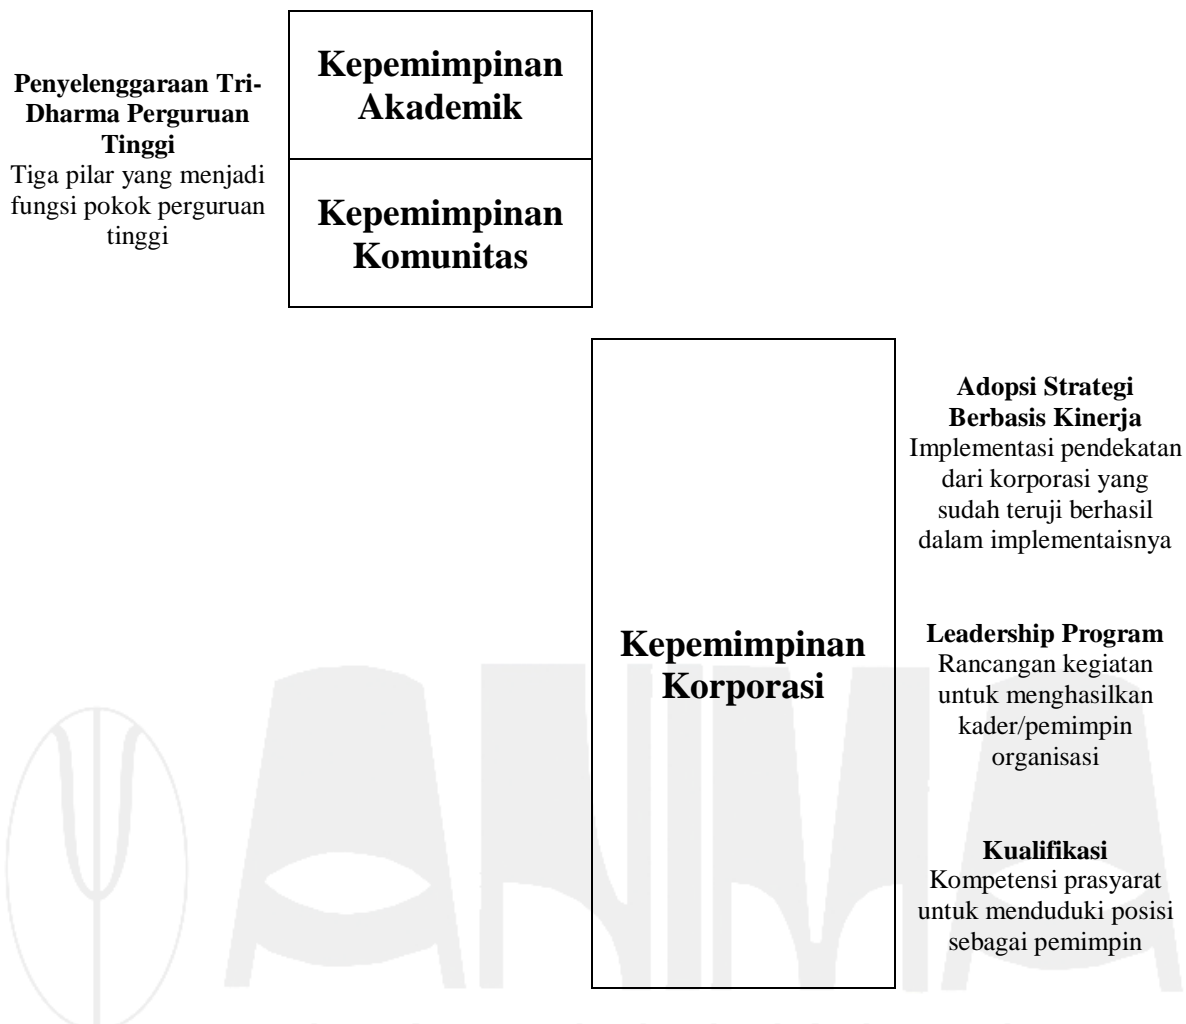 Penyelenggaraan Tri-
Dharma Perguruan
Tinggi
Tiga pilar yang menjadi
fungsi pokok perguruan
tinggi
Kepemimpinan
Akademik
Kepemimpinan
Komunitas
Kepemimpinan
Korporasi
Adopsi Strategi
Berbasis Kinerja
Implementasi pendekatan
dari korporasi yang
sudah teruji berhasil
dalam implementaisnya
Leadership Program
Rancangan kegiatan
untuk menghasilkan
kader/pemimpin
organisasi
Kualifikasi
Kompetensi prasyarat
untuk menduduki posisi
sebagai pemimpin
ANIMA